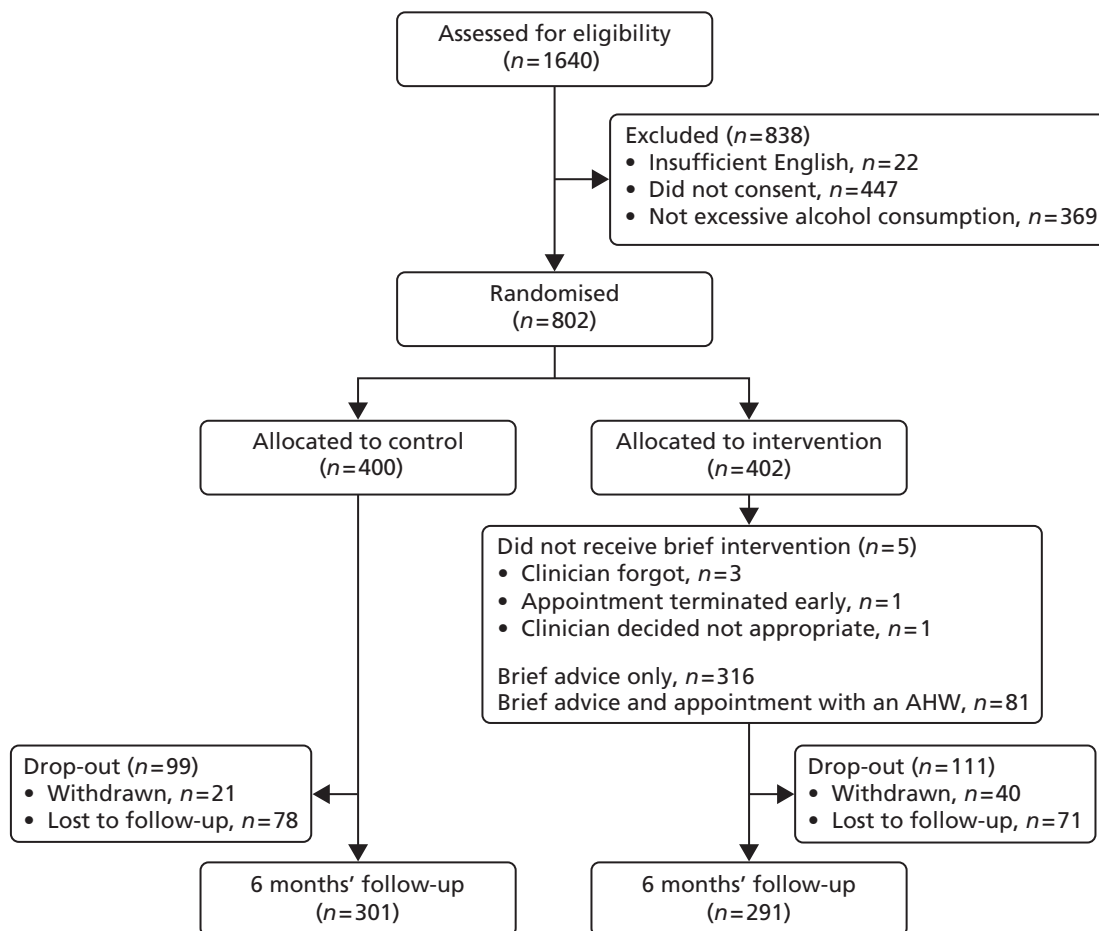 Assessed for eligibility
(n=1640)
Excluded (n=838)
• Insufficient English, n=22
• Did not consent, n=447
• Not excessive alcohol consumption, n=369
Randomised
(n=802)
Allocated to control
(n=400)
Allocated to intervention
(n=402)
Did not receive brief intervention (n=5)
• Clinician forgot, n=3
• Appointment terminated early, n=1
• Clinician decided not appropriate, n=1
Brief advice only, n=316
Brief advice and appointment with an AHW, n=81
Drop-out (n=99)
• Withdrawn, n=21
• Lost to follow-up, n=78
Drop-out (n=111)
• Withdrawn, n=40
• Lost to follow-up, n=71
6 months’ follow-up
(n=301)
6 months’ follow-up
(n=291)